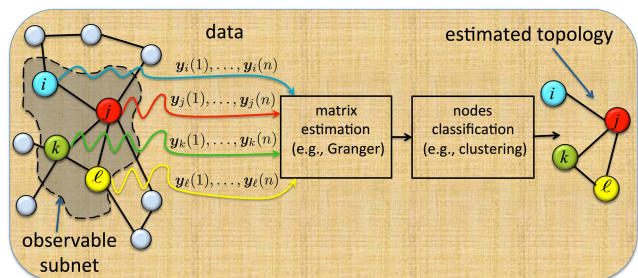 data
estimated topology
i
j
k
ℓ
y_i(1), . . . , y_i(n)
y_j(1), . . . , y_j(n)
y_k(1), . . . , y_k(n)
y_ℓ(1), . . . , y_ℓ(n)
matrix
estimation
(e.g., Granger)
nodes
classification
(e.g., clustering)
i
j
k
ℓ
observable
subnet